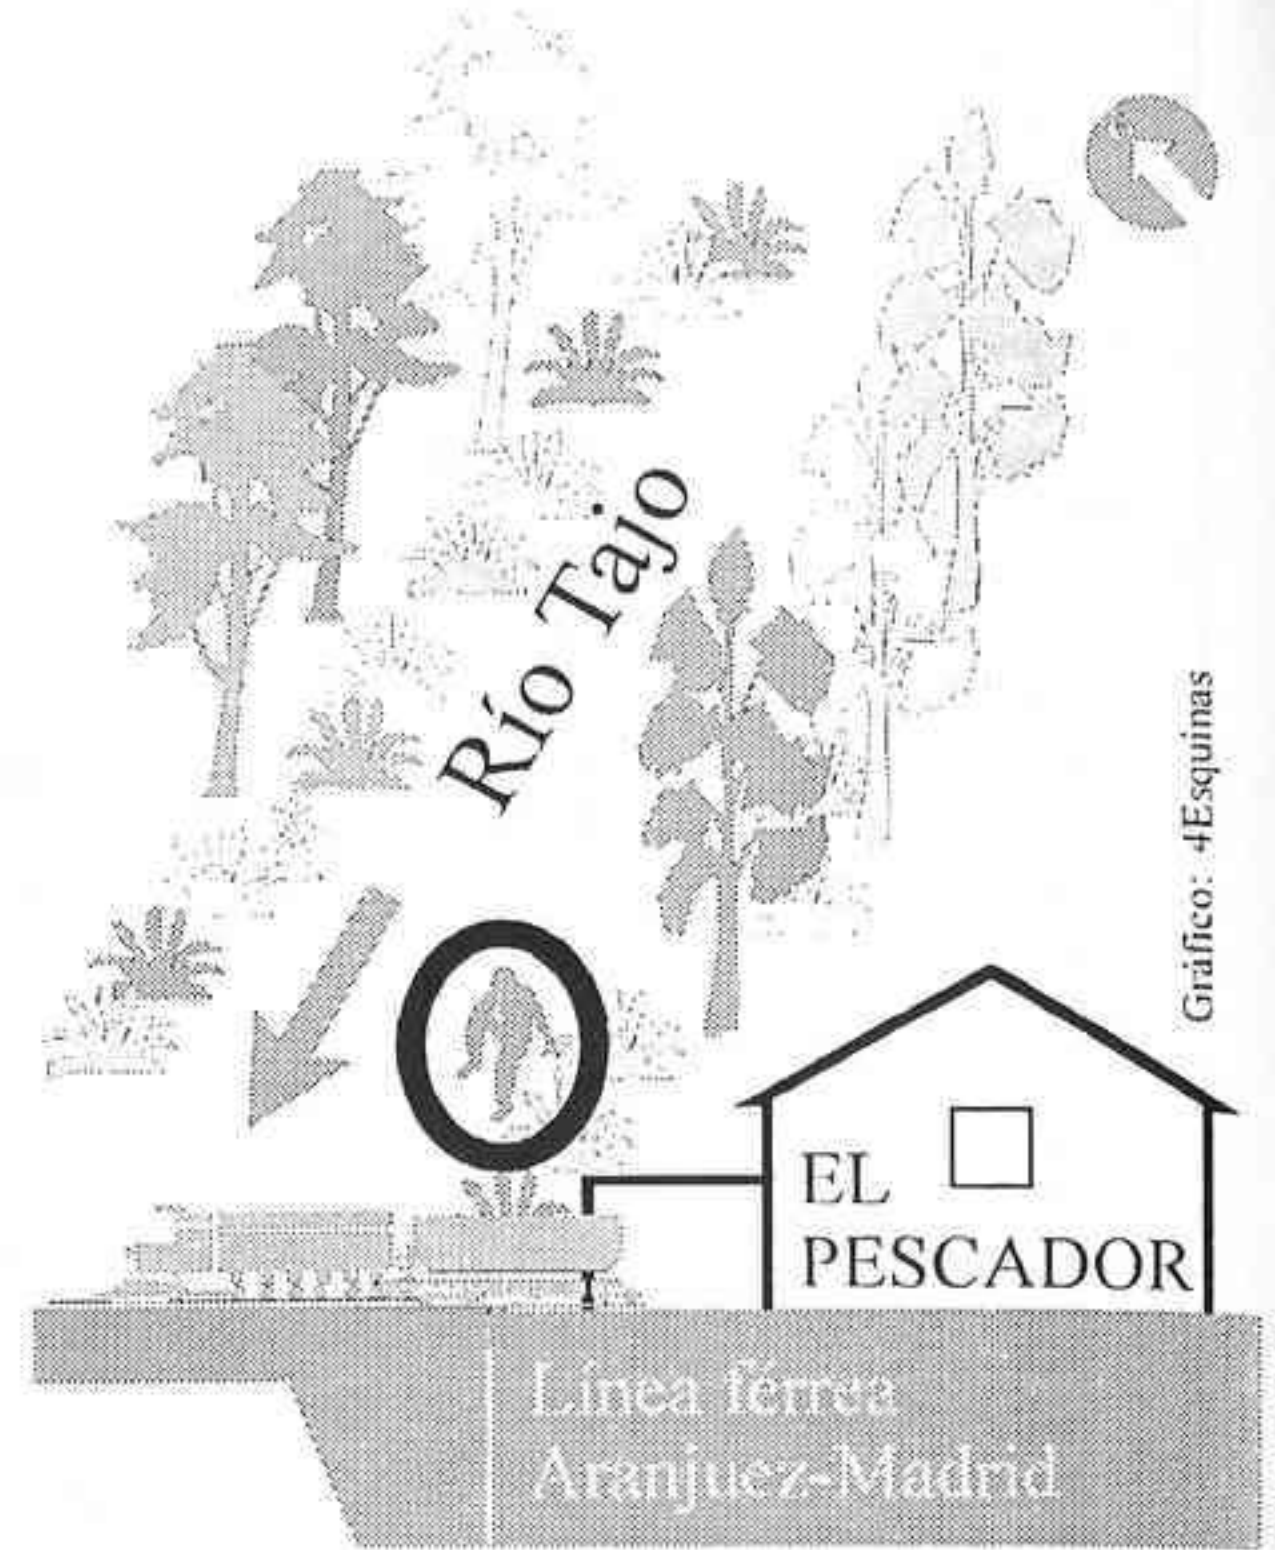 Río Tajo
Gráfico: 4Esquinas
EL
PESCADOR
Línea férrea
Aranjuez-Madrid